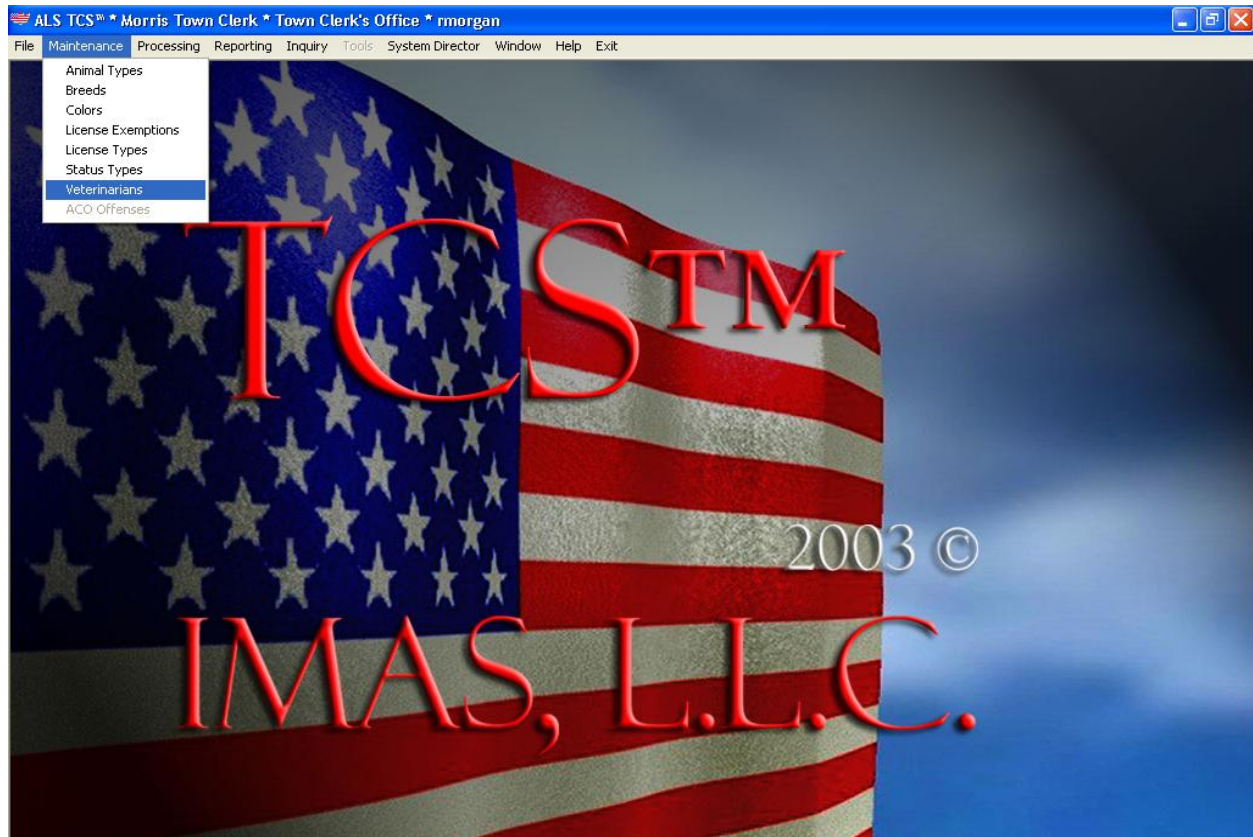 ALS TCS™ * Morris Town Clerk * Town Clerk's Office * rmorgan
File Maintenance Processing Reporting Inquiry Tools System Director Window Help Exit
Animal Types
Breeds
Colors
License Exemptions
License Types
Status Types
Veterinarians
ACO Offenses
TCS™
2003 ©
IMAS, L.L.C.